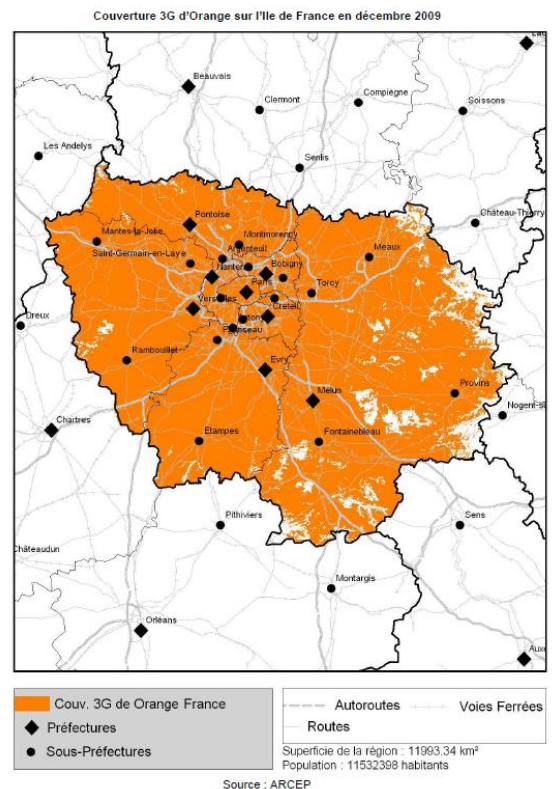 Couverture 3G d'Orange sur l'Ile de France en décembre 2009
Beauvais
Clermont
Compiègne
Soissons
Les Andelys
Senlis
Château-Thierry
Pontoise
Montmorency
Mantes-la-Jolie
Argenteuil
Meaux
Saint-Germain-en-Laye
Bobigny
Paris
Torcy
Versailles
Créteil
Dreux
Rambouillet
Evry
Melun
Provins
Chartres
Etampes
Fontainebleau
Pithiviers
Sens
Châteaudun
Montargis
Orléans
Couv. 3G de Orange France
Préfectures
Sous-Préfectures
Autoroutes
Voies Ferrées
Routes
Superficie de la région : 11993.34 km²
Population : 11532398 habitants
Source : ARCEP